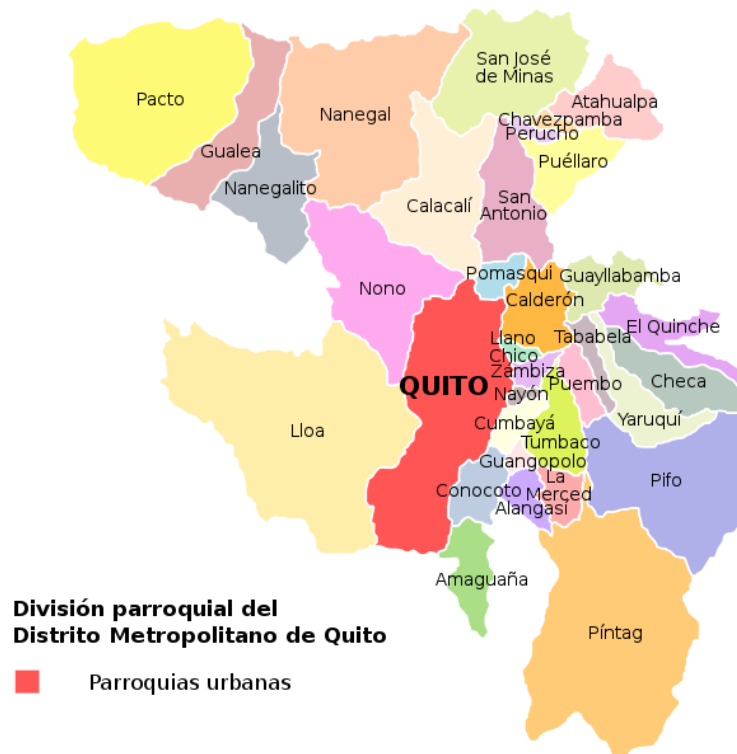 San José
de Minas
Pacto
Nanegal
Atahualpa
Chavezpamba
Perucho
Gualea
Puéllaro
Nanegalito
Calacalí
San
Antonio
Pomasqui
Guayllabamba
Nono
Calderón
El Quinche
Llano
Chico
Tababela
Zambiza
QUITO
Puembo
Checa
Nayón
Yaruquí
Lloa
Cumbayá
Tumbaco
Guangopolo
La
Merced
Pifo
Conocoto
Alangasí
Amaguaña
Píntag
División parroquial del
Distrito Metropolitano de Quito
Parroquias urbanas